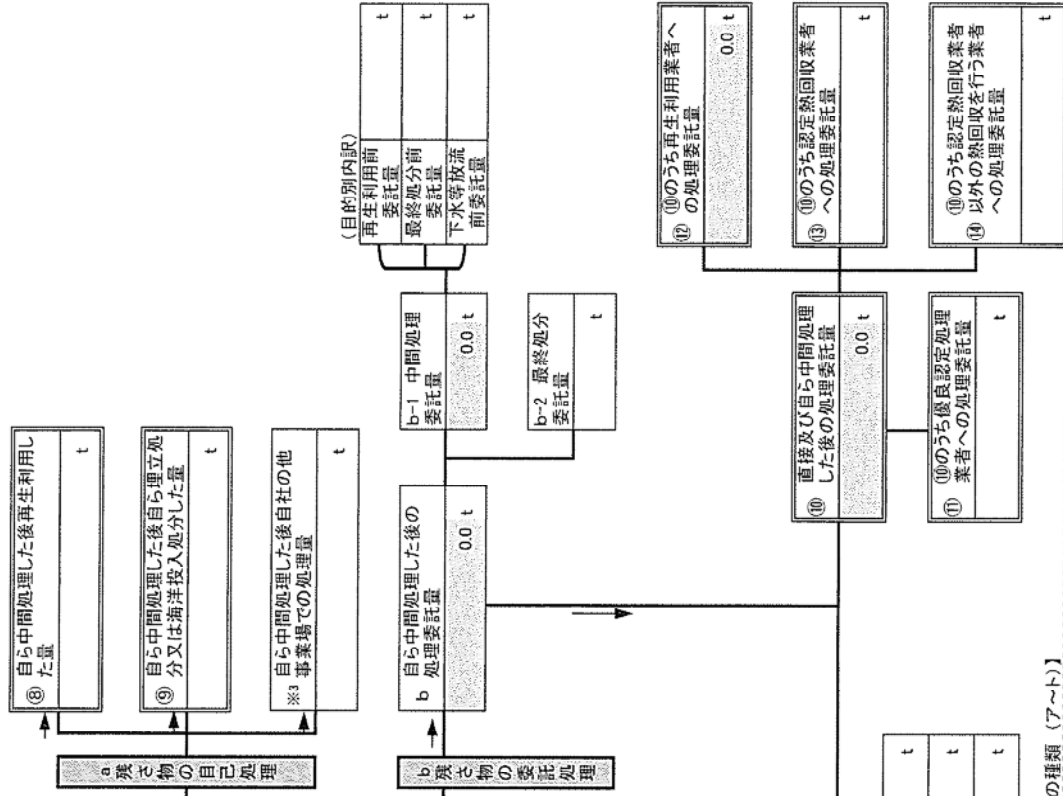 a 残さ物の自己処理
⑧ 自ら中間処理した後再生利用し
た量
t
⑨ 自ら中間処理した後自ら埋立処
分又は海洋投入処分した量
t
※3 自ら中間処理した後自社の他
事業場での処理量
t
b 残さ物の委託処理
b 自ら中間処理した後の
処理委託量
0.0 t
b-1 中間処理
委託量
0.0 t
b-2 最終処分
委託量
t
(目的別内訳)
再生利用前
委託量
t
最終処分前
委託量
t
下水等放流
前委託量
t
⑩ 直接及び自ら中間処理
した後の処理委託量
0.0 t
⑪ ⑩のうち優良認定処理
業者への処理委託量
t
⑫ ⑩のうち再生利用業者へ
の処理委託量
0.0 t
⑬ ⑩のうち認定熱回収業者
への処理委託量
t
⑭ ⑩のうち認定熱回収業者
以外の熱回収を行う業者
への処理委託量
t
t
t
t
の種類(ア~ト)】